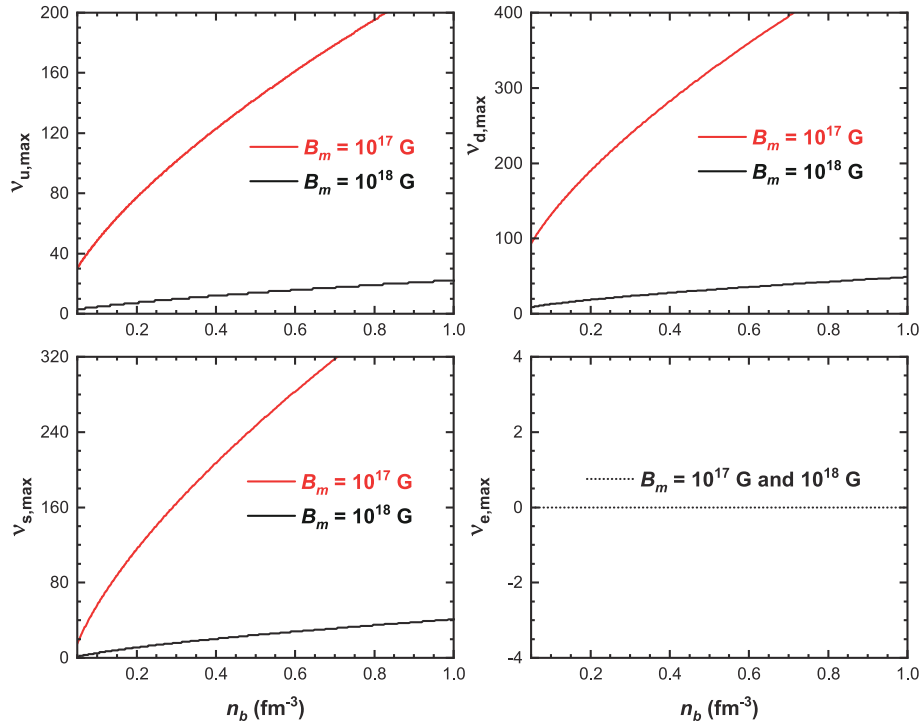 200
160
120
80
40
0
ν_u,max
B_m = 10^17 G
B_m = 10^18 G
0.2 0.4 0.6 0.8 1.0
400
300
200
100
0
ν_d,max
B_m = 10^17 G
B_m = 10^18 G
0.2 0.4 0.6 0.8 1.0
320
240
160
80
0
ν_s,max
B_m = 10^17 G
B_m = 10^18 G
0.2 0.4 0.6 0.8 1.0
n_b (fm^-3)
4
2
0
-2
-4
ν_e,max
B_m = 10^17 G and 10^18 G
0.2 0.4 0.6 0.8 1.0
n_b (fm^-3)